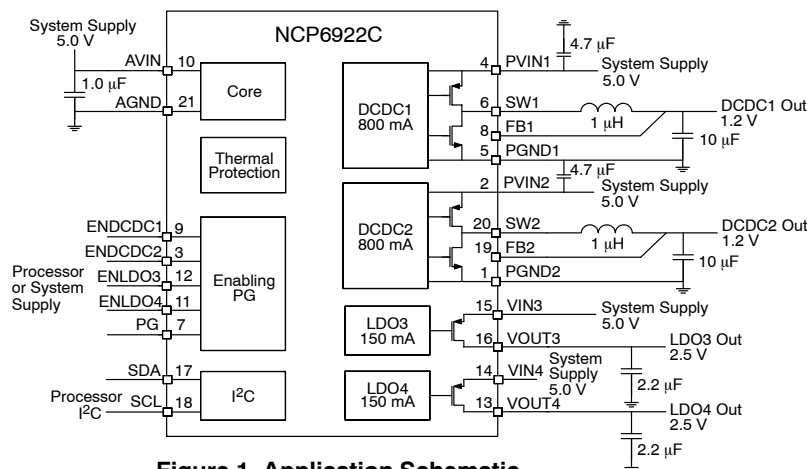 System Supply
5.0 V
AVIN
10
1.0 µF
AGND
21
NCP6922C
Core
Thermal
Protection
ENDCDC1
9
ENDCDC2
3
Processor
or System
Supply
ENLDO3
12
ENLDO4
11
PG
7
Enabling
PG
SDA
17
Processor
I²C
SCL
18
I²C
DCDC1
800 mA
4
PVIN1
4.7 µF
System Supply
5.0 V
6
SW1
1 µH
DCDC1 Out
1.2 V
8
FB1
10 µF
5
PGND1
4.7 µF
DCDC2
800 mA
2
PVIN2
System Supply
5.0 V
20
SW2
1 µH
DCDC2 Out
1.2 V
19
FB2
10 µF
1
PGND2
LDO3
150 mA
15
VIN3
System Supply
5.0 V
16
VOUT3
LDO3 Out
2.5 V
2.2 µF
LDO4
150 mA
14
VIN4
System
Supply
5.0 V
13
VOUT4
LDO4 Out
2.5 V
2.2 µF
Figure 1. Application Schematic